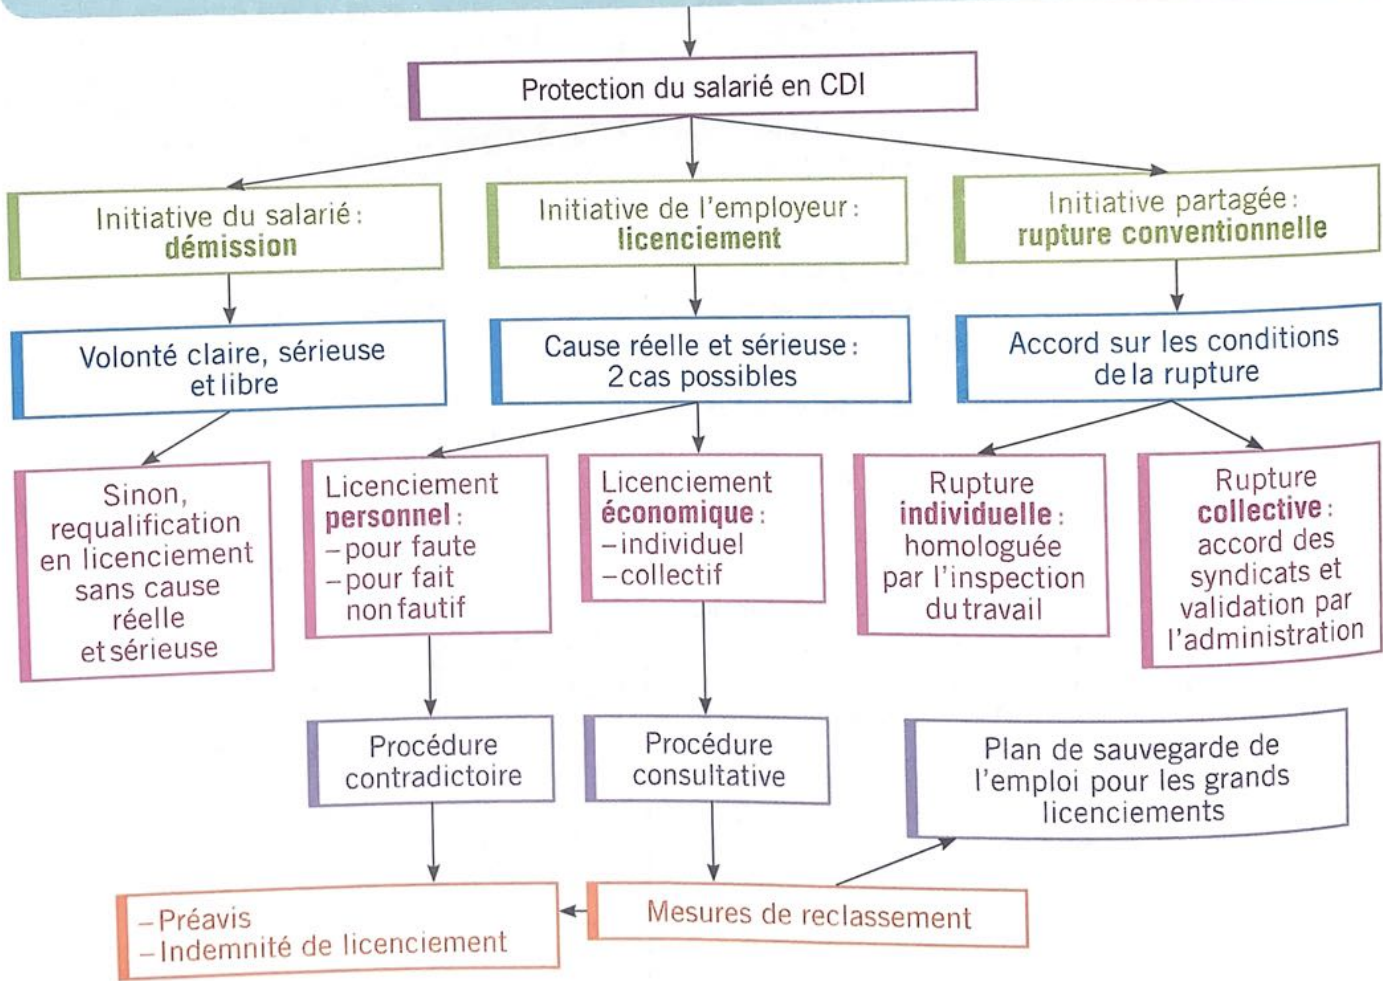 Protection du salarié en CDI
Initiative du salarié :
démission
Initiative de l'employeur :
licenciement
Initiative partagée :
rupture conventionnelle
Volonté claire, sérieuse
et libre
Cause réelle et sérieuse :
2 cas possibles
Accord sur les conditions
de la rupture
Sinon,
requalification
en licenciement
sans cause
réelle
et sérieuse
Licenciement
personnel :
– pour faute
– pour fait
non fautif
Licenciement
économique :
– individuel
– collectif
Rupture
individuelle :
homologuée
par l'inspection
du travail
Rupture
collective :
accord des
syndicats et
validation par
l'administration
Procédure
contradictoire
Procédure
consultative
Plan de sauvegarde de
l'emploi pour les grands
licenciements
– Préavis
– Indemnité de licenciement
Mesures de reclassement